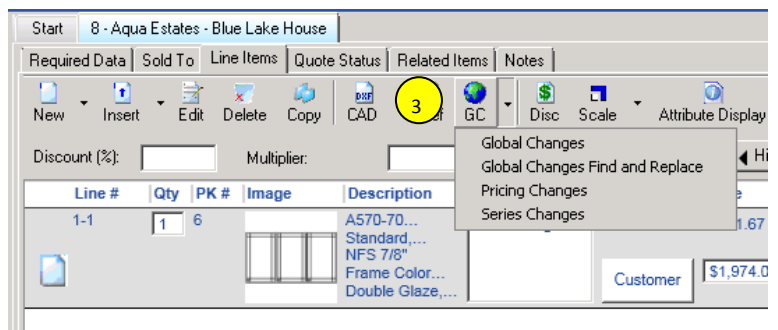 Start 8 - Aqua Estates - Blue Lake House
Required Data Sold To Line Items Quote Status Related Items Notes
New Insert Edit Delete Copy DXF CAD 3 GC $ Disc Scale Attribute Display
Discount (%): Multiplier:
Global Changes
Global Changes Find and Replace
Pricing Changes
Series Changes
Line # Qty PK # Image Description
1-1 1 6 A570-70... 1.67
Standard,...
NFS 7/8"
Frame Color... Customer $1,974.0
Double Glaze,...